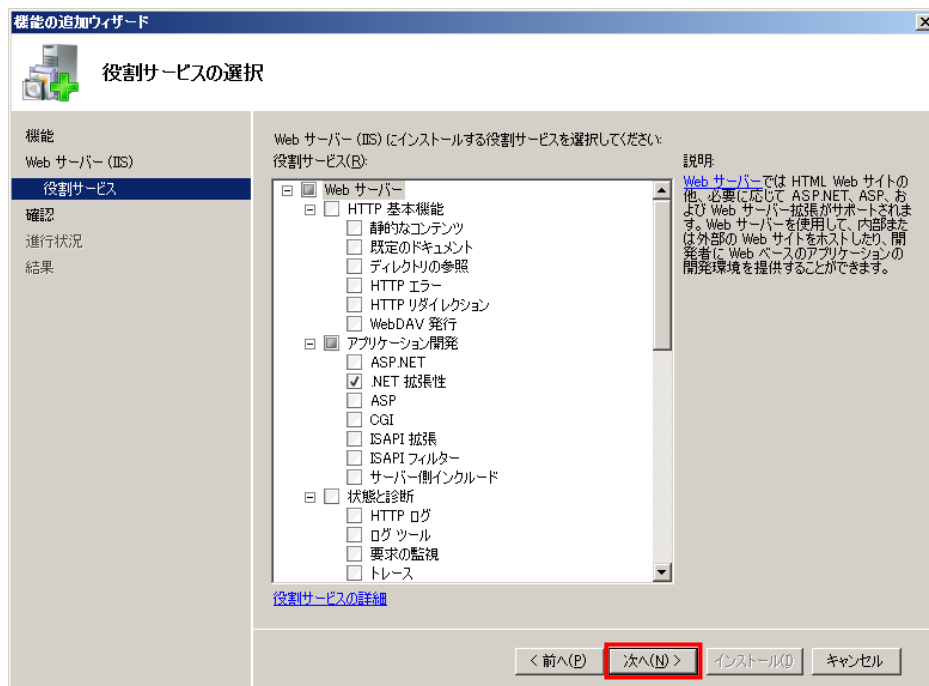 機能の追加ウィザード
役割サービスの選択
機能
Web サーバー (IIS)
役割サービス
確認
進行状況
結果
Web サーバー (IIS) にインストールする役割サービスを選択してください:
役割サービス(R):
Web サーバー
HTTP 基本機能
静的なコンテンツ
既定のドキュメント
ディレクトリの参照
HTTP エラー
HTTP リダイレクション
WebDAV 発行
アプリケーション開発
ASP.NET
.NET 拡張性
ASP
CGI
ISAPI 拡張
ISAPI フィルター
サーバー側インクルード
状態と診断
HTTP ログ
ログ ツール
要求の監視
トレース
役割サービスの詳細
説明:
Web サーバーでは HTML Web サイトの
他、必要に応じて ASP.NET、ASP、お
よび Web サーバー拡張がサポートされま
す。Web サーバーを使用して、内部また
は外部の Web サイトをホストしたり、開
発者に Web ベースのアプリケーションの
開発環境を提供することができます。
< 前へ(P)
次へ(N) >
インストール(I)
キャンセル